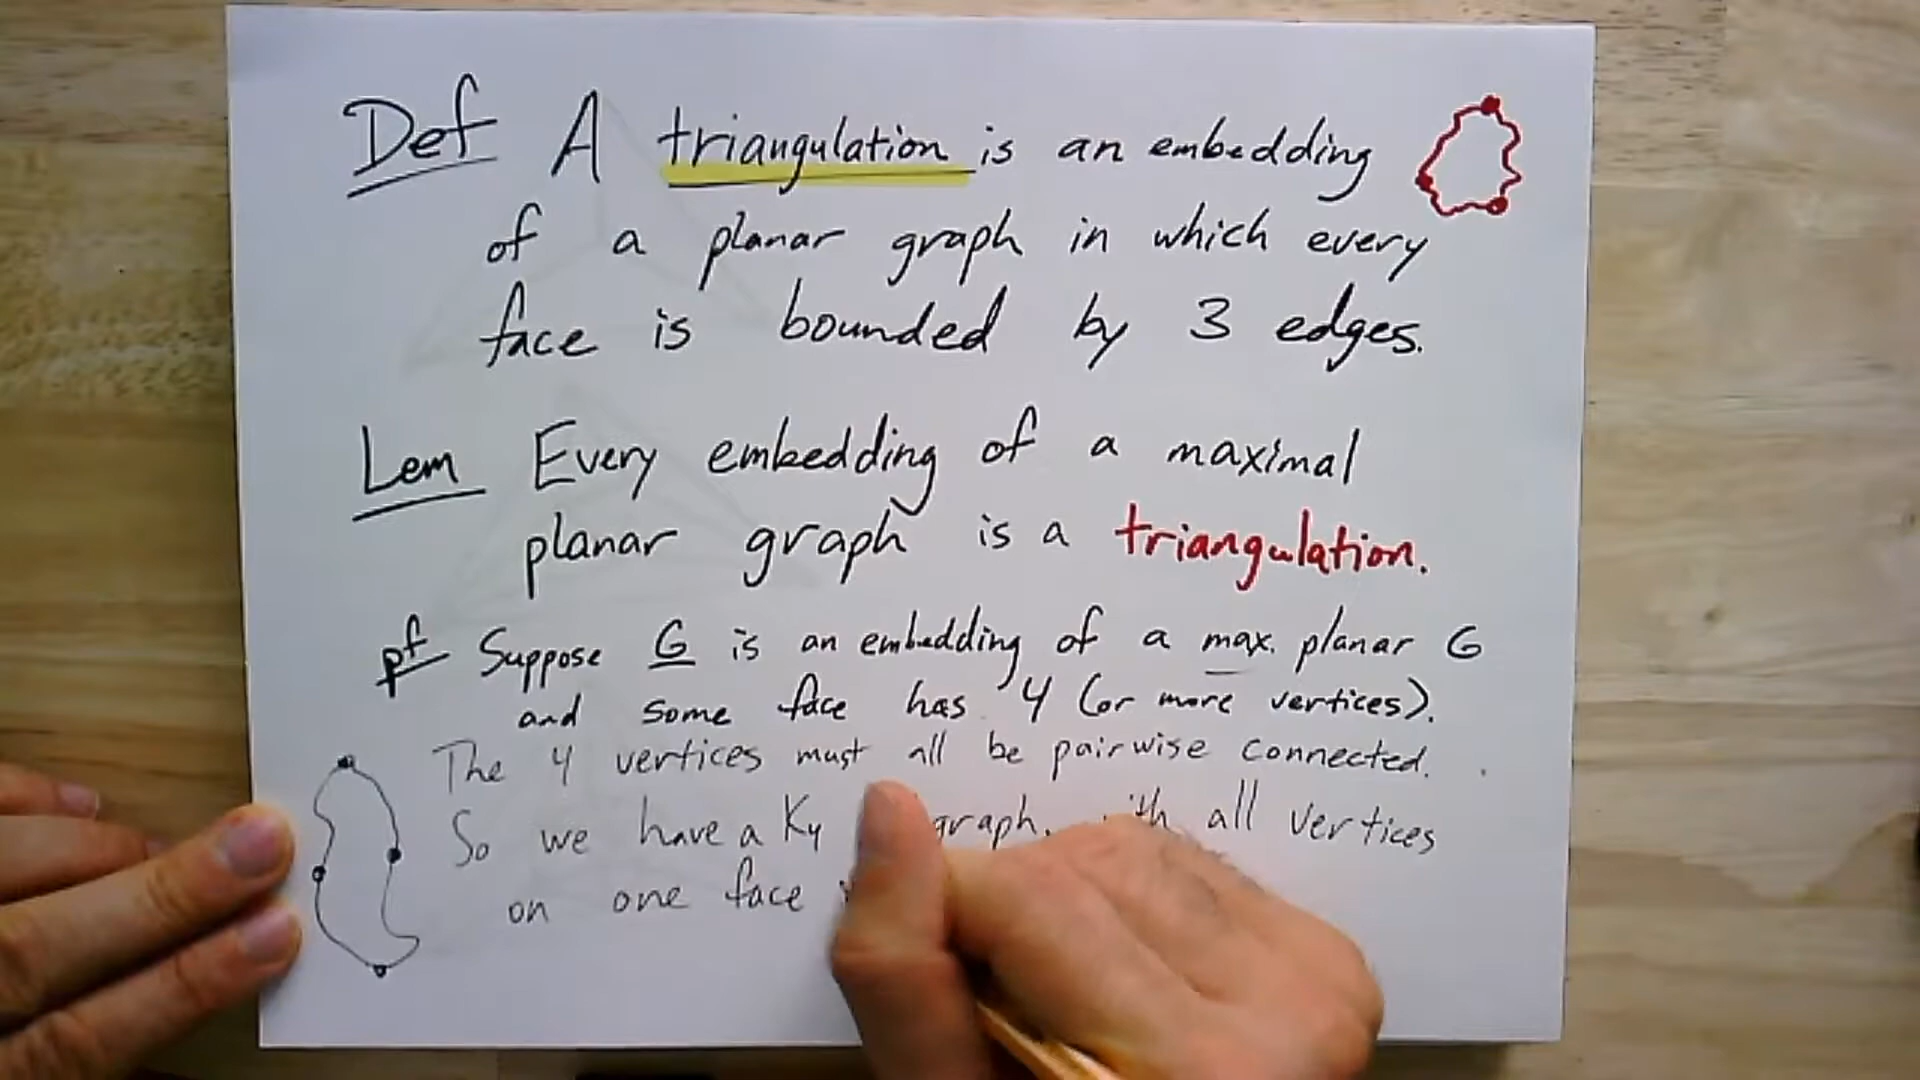 Def A triangulation is an embedding
of a planar graph in which every
face is bounded by 3 edges.
Lem Every embedding of a maximal
planar graph is a triangulation.
pf Suppose G is an embedding of a max. planar G
and some face has 4 (or more vertices).
The 4 vertices must all be pairwise connected.
So we have a K4 graph, all vertices
on one face